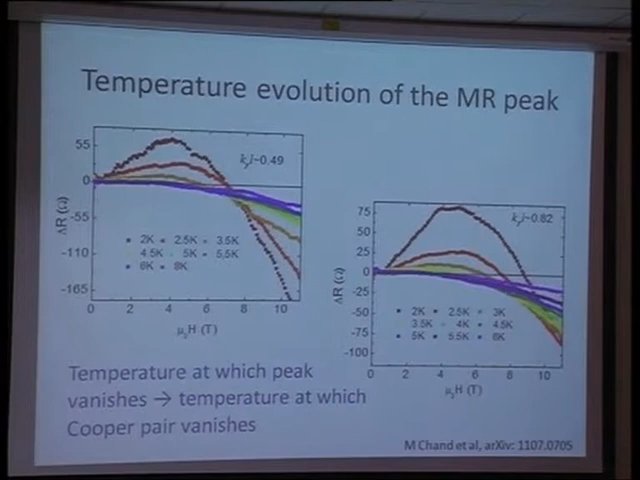 Temperature evolution of the MR peak
55
0
-55
-110
-165
ΔR (Ω)
k_Fl~0.49
2K 2.5K 3.5K
4.5K 5K 5.5K
6K 8K
0 2 4 6 8 10
μ₀H (T)
75
50
25
0
-25
-50
-75
-100
ΔR (Ω)
k_Fl~0.82
2K 2.5K 3K
3.5K 4K 4.5K
5K 5.5K 6K
0 2 4 6 8 10
μ₀H (T)
Temperature at which peak
vanishes → temperature at which
Cooper pair vanishes
M Chand et al, arXiv: 1107.0705